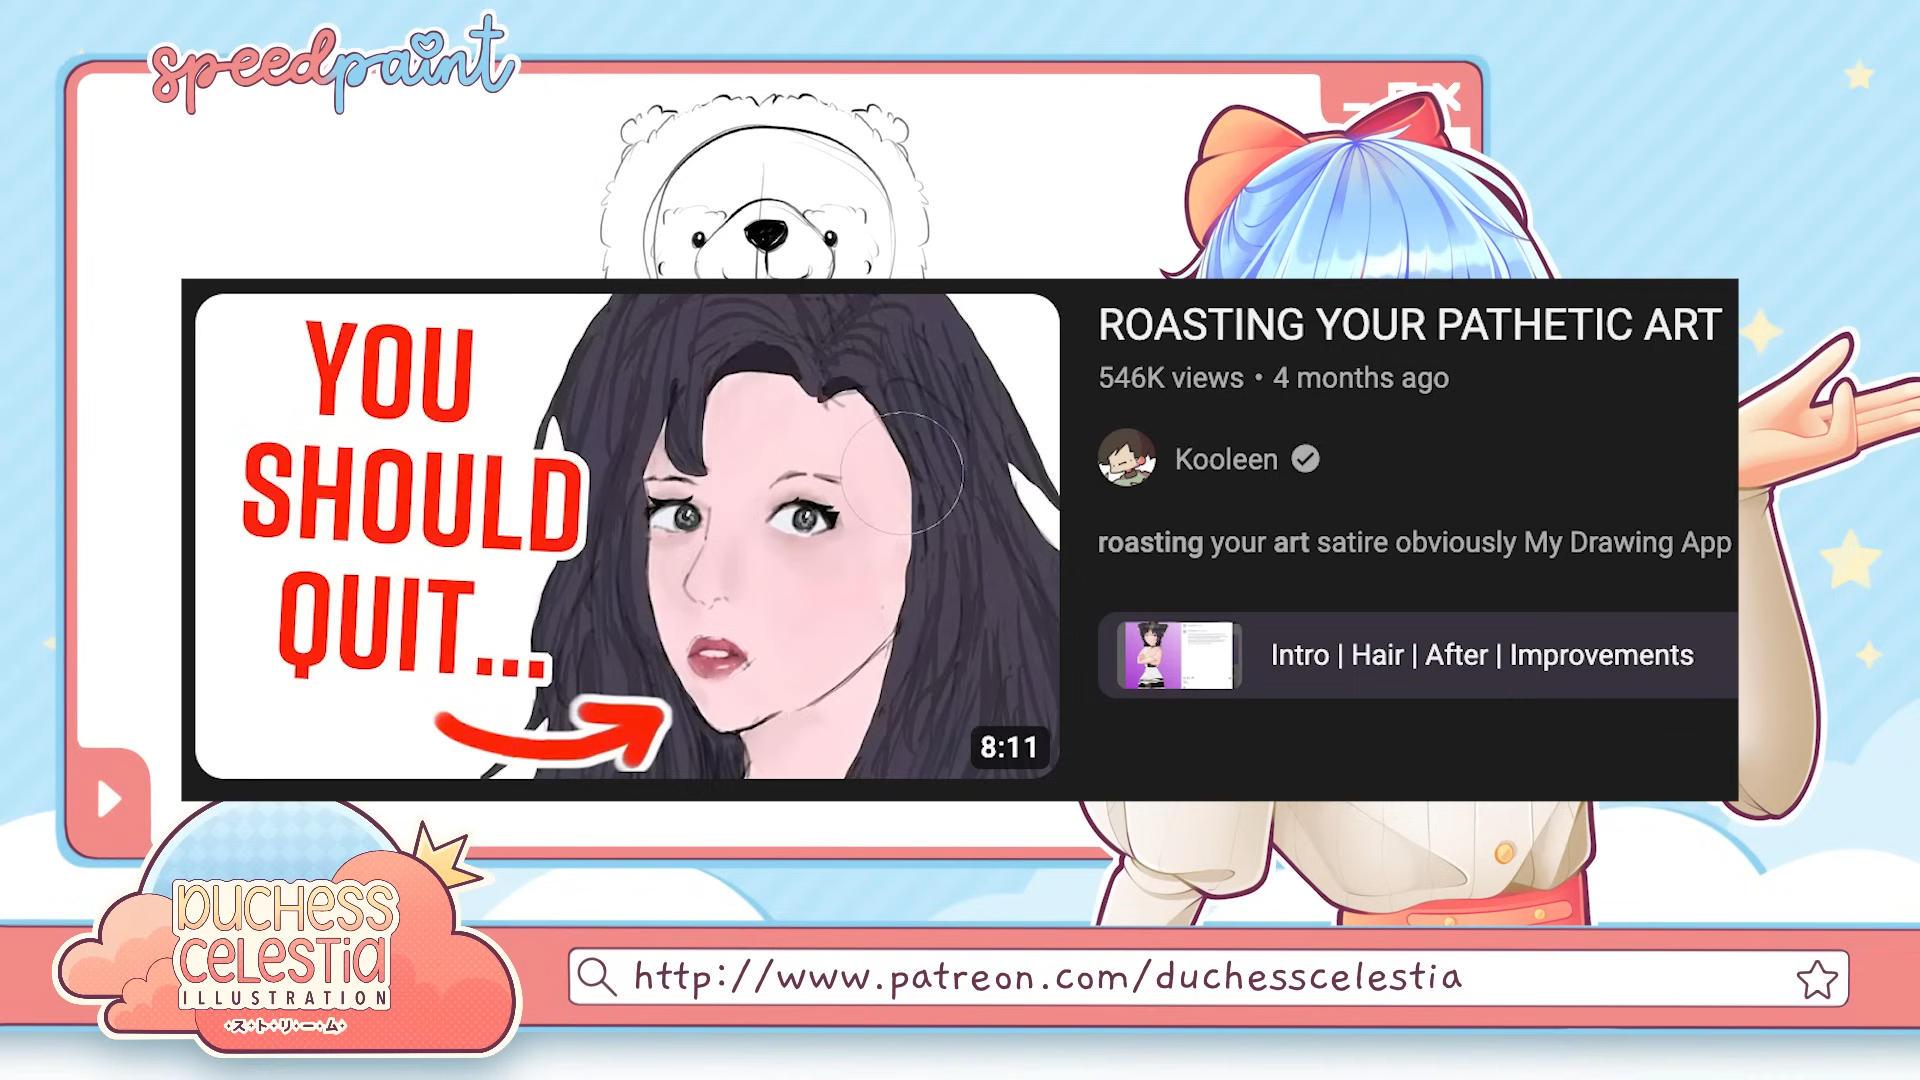 speedpaint
YOU
SHOULD
QUIT...
8:11
ROASTING YOUR PATHETIC ART
546K views • 4 months ago
Kooleen
roasting your art satire obviously My Drawing App
Intro | Hair | After | Improvements
DUCHESS
CELESTIA
ILLUSTRATION
・ス・ト・リ・ー・ム・
http://www.patreon.com/duchesscelestia